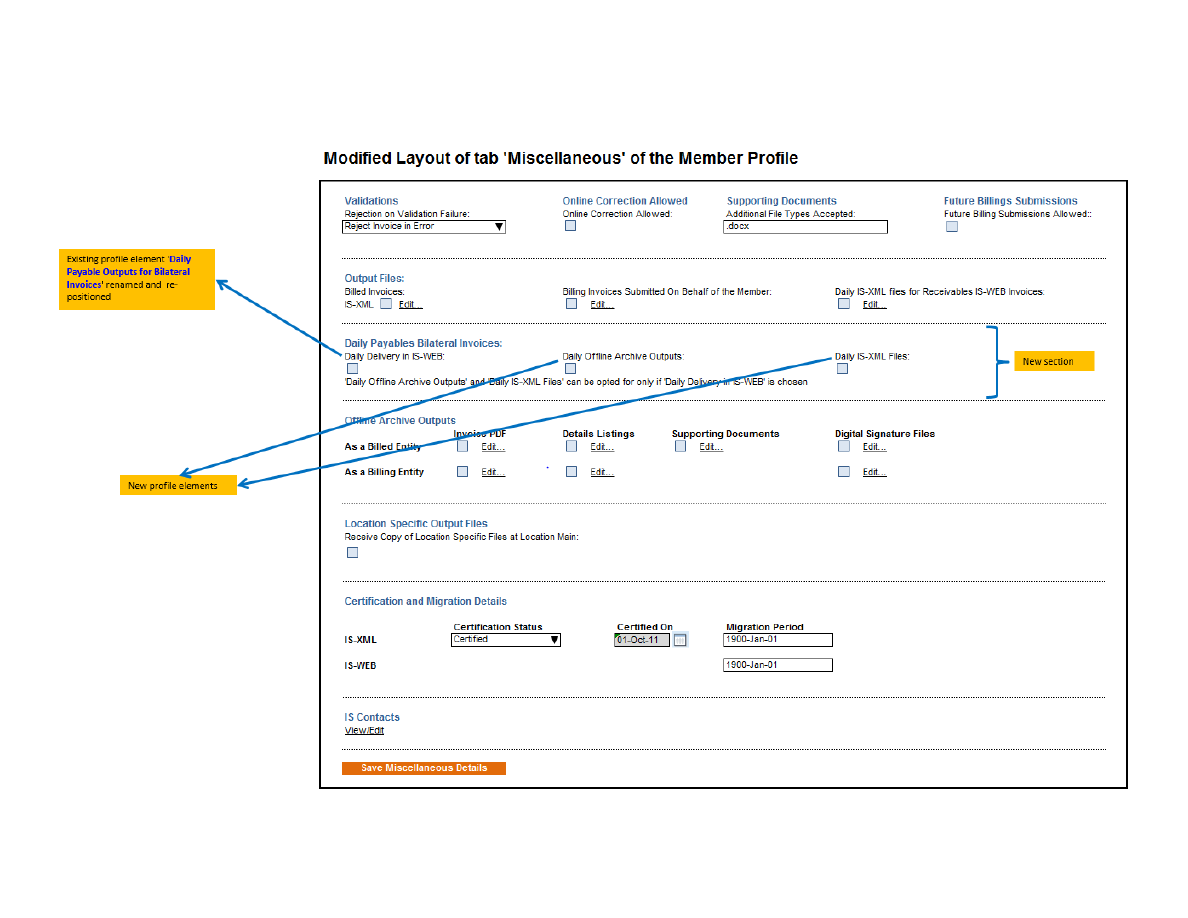 Modified Layout of tab 'Miscellaneous' of the Member Profile
Validations Online Correction Allowed Supporting Documents Future Billings Submissions
Rejection on Validation Failure: Online Correction Allowed: Additional File Types Accepted: Future Billing Submissions Allowed::
Reject Invoice in Error .docx
Existing profile element 'Daily
Payable Outputs for Bilateral
Invoices' renamed and re-
positioned
Output Files:
Billed Invoices: Billing Invoices Submitted On Behalf of the Member: Daily IS-XML files for Receivables IS-WEB Invoices:
IS-XML Edit... Edit... Edit...
Daily Payables Bilateral Invoices:
Daily Delivery in IS-WEB: Daily Offline Archive Outputs: Daily IS-XML Files:
New section
'Daily Offline Archive Outputs' and 'Daily IS-XML Files' can be opted for only if 'Daily Delivery in IS-WEB' is chosen
Offline Archive Outputs
Invoice PDF Details Listings Supporting Documents Digital Signature Files
As a Billed Entity Edit... Edit... Edit... Edit...
As a Billing Entity Edit... Edit... Edit...
New profile elements
Location Specific Output Files
Receive Copy of Location Specific Files at Location Main:
Certification and Migration Details
Certification Status Certified On Migration Period
IS-XML Certified 01-Oct-11 1900-Jan-01
IS-WEB 1900-Jan-01
IS Contacts
View/Edit
Save Miscellaneous Details